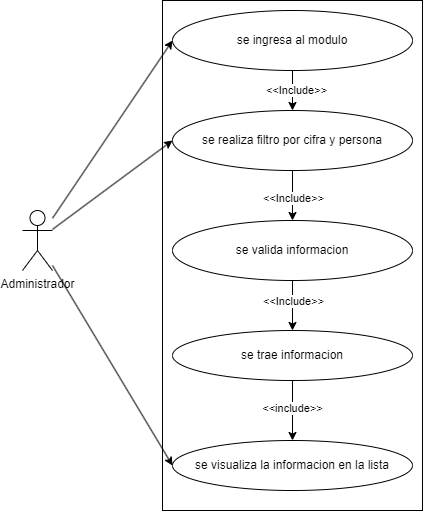 se ingresa al modulo
<<Include>>
se realiza filtro por cifra y persona
<<Include>>
se valida informacion
<<Include>>
se trae informacion
<<include>>
se visualiza la informacion en la lista
Administrador